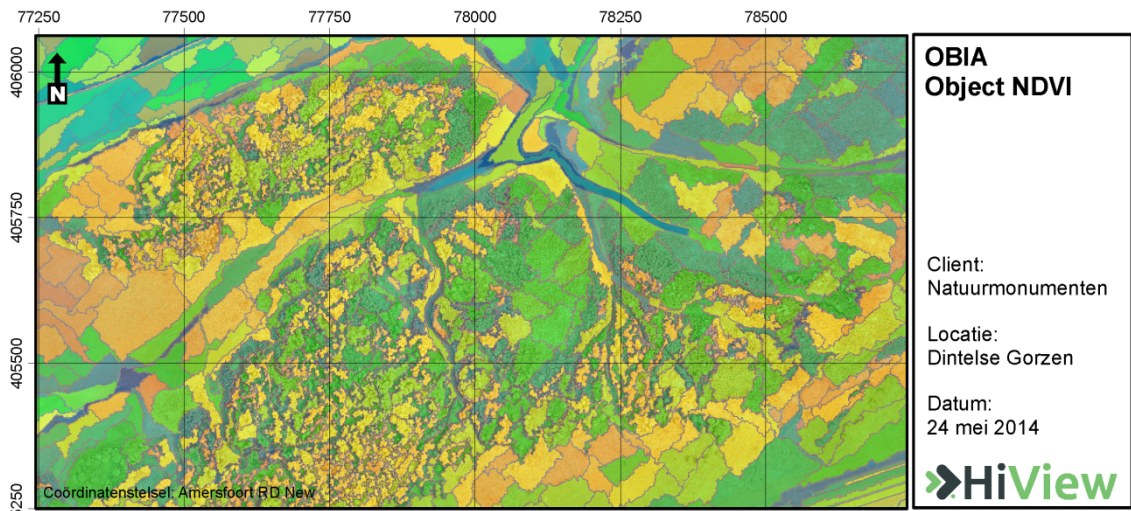 77250 77500 77750 78000 78250 78500
406000
405750
405500
5250
N
Coördinatenstelsel: Amersfoort RD New
OBIA
Object NDVI
Client:
Natuurmonumenten
Locatie:
Dintelse Gorzen
Datum:
24 mei 2014
HiView